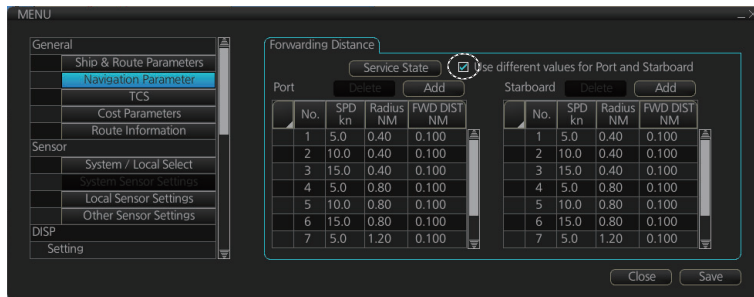 MENU
General
Ship & Route Parameters
Navigation Parameter
TCS
Cost Parameters
Route Information
Sensor
System / Local Select
System Sensor Settings
Local Sensor Settings
Other Sensor Settings
DISP
Setting
Forwarding Distance
Service State Use different values for Port and Starboard
Port Delete Add
No. SPD kn Radius NM FWD DIST NM
1 5.0 0.40 0.100
2 10.0 0.40 0.100
3 15.0 0.40 0.100
4 5.0 0.80 0.100
5 10.0 0.80 0.100
6 15.0 0.80 0.100
7 5.0 1.20 0.100
Starboard Delete Add
No. SPD kn Radius NM FWD DIST NM
1 5.0 0.40 0.100
2 10.0 0.40 0.100
3 15.0 0.40 0.100
4 5.0 0.80 0.100
5 10.0 0.80 0.100
6 15.0 0.80 0.100
7 5.0 1.20 0.100
Close Save